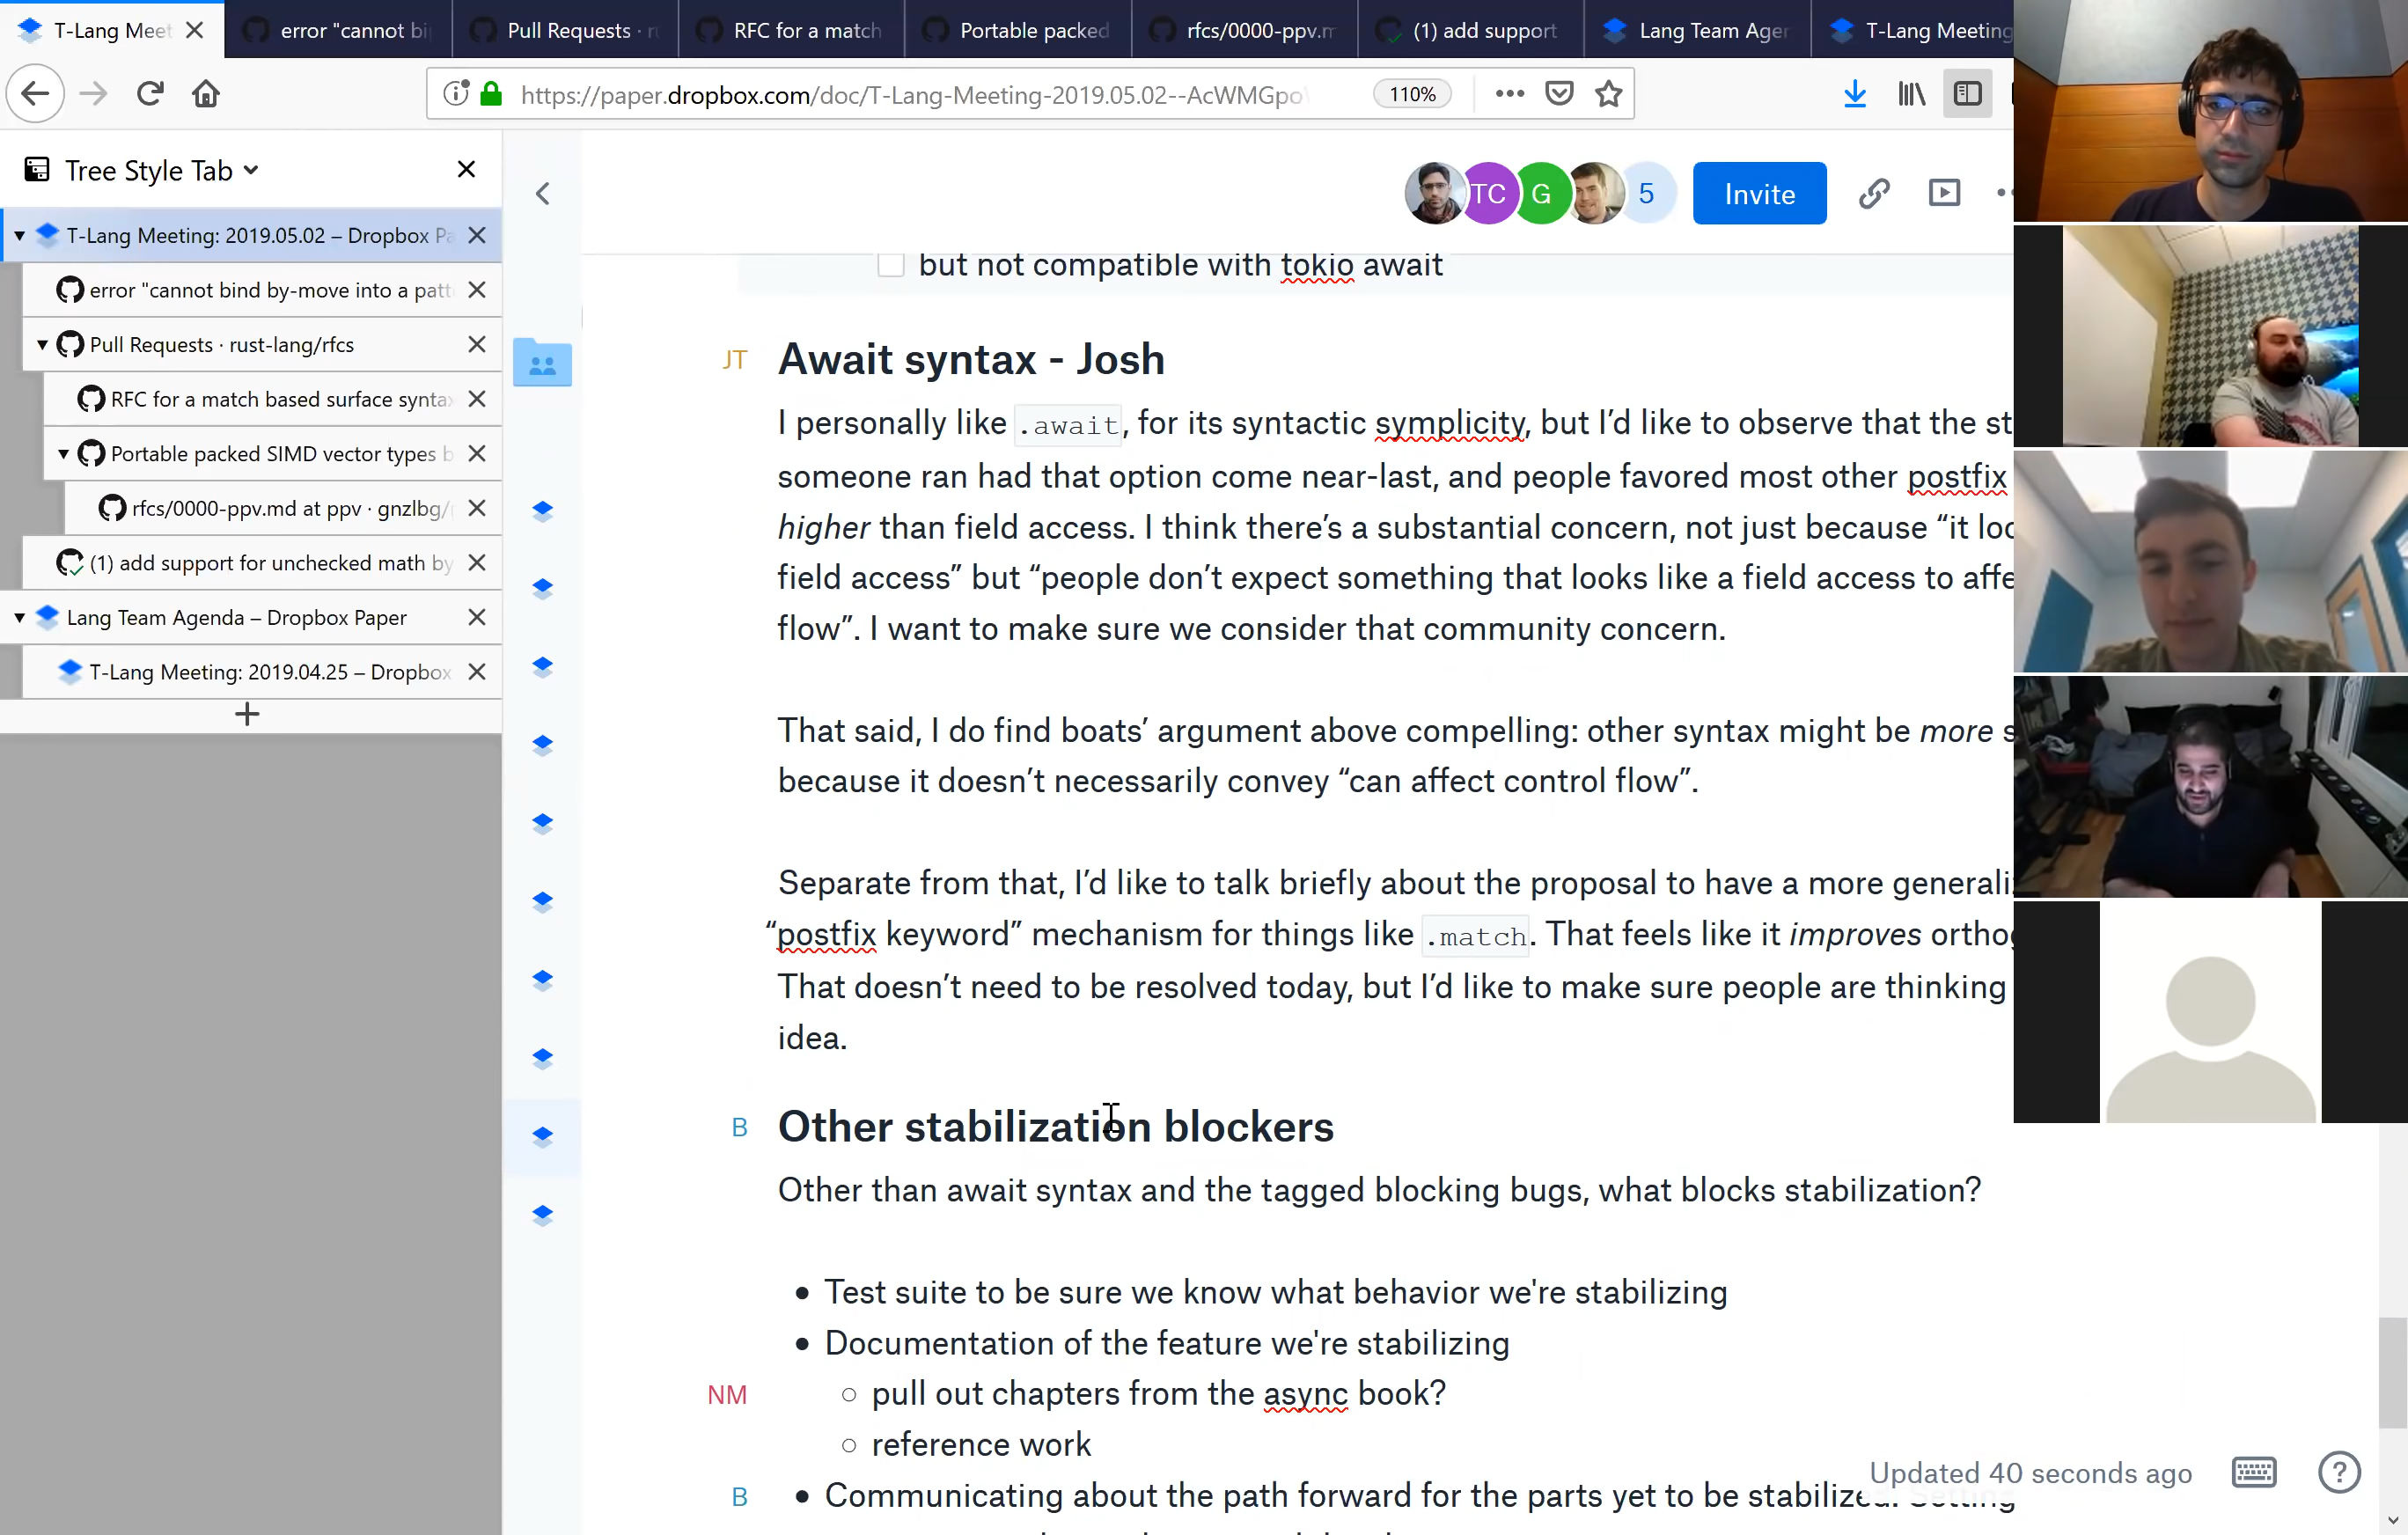 T-Lang Meet
error "cannot bi
Pull Requests · r
RFC for a match
Portable packed
rfcs/0000-ppv.m
(1) add support
Lang Team Ager
T-Lang Meeting
https://paper.dropbox.com/doc/T-Lang-Meeting-2019.05.02--AcWMGpo
110%
Tree Style Tab
T-Lang Meeting: 2019.05.02 – Dropbox Pa
error "cannot bind by-move into a patt
Pull Requests · rust-lang/rfcs
RFC for a match based surface synta
Portable packed SIMD vector types b
rfcs/0000-ppv.md at ppv · gnzlbg/
(1) add support for unchecked math by
Lang Team Agenda – Dropbox Paper
T-Lang Meeting: 2019.04.25 – Dropbox
TC
G
5
Invite
but not compatible with tokio await
JT
Await syntax - Josh
I personally like .await, for its syntactic symplicity, but I'd like to observe that the st
someone ran had that option come near-last, and people favored most other postfix
higher than field access. I think there's a substantial concern, not just because “it loo
field access” but “people don't expect something that looks like a field access to affe
flow”. I want to make sure we consider that community concern.
That said, I do find boats' argument above compelling: other syntax might be more s
because it doesn't necessarily convey “can affect control flow”.
Separate from that, I'd like to talk briefly about the proposal to have a more generali
“postfix keyword” mechanism for things like .match. That feels like it improves orthog
That doesn't need to be resolved today, but I'd like to make sure people are thinking
idea.
B
Other stabilization blockers
Other than await syntax and the tagged blocking bugs, what blocks stabilization?
Test suite to be sure we know what behavior we're stabilizing
Documentation of the feature we're stabilizing
NM
pull out chapters from the async book?
reference work
B
Communicating about the path forward for the parts yet to be stabilized. Setting
Updated 40 seconds ago